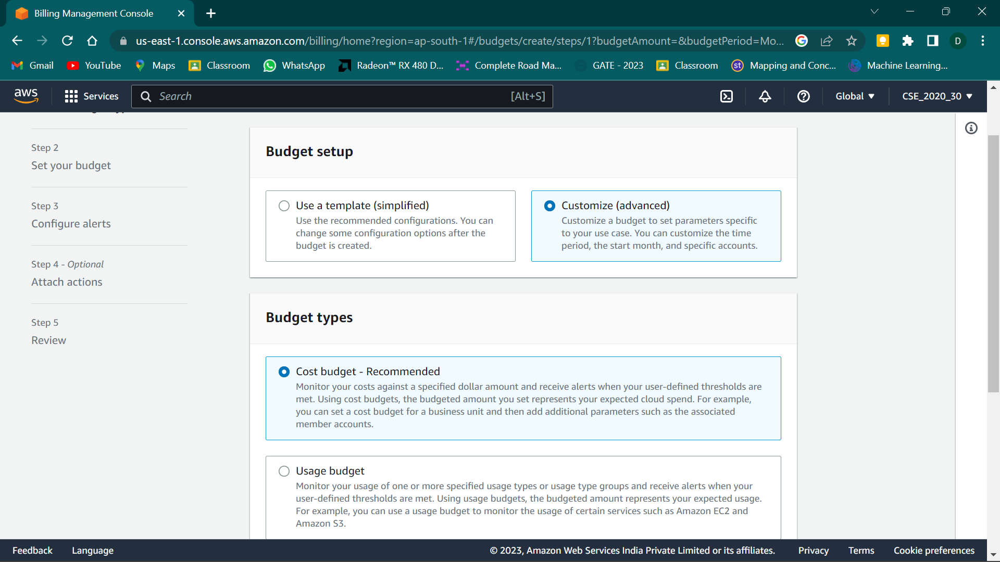 Billing Management Console
us-east-1.console.aws.amazon.com/billing/home?region=ap-south-1#/budgets/create/steps/1?budgetAmount=&budgetPeriod=Mo...
D
Gmail YouTube Maps Classroom WhatsApp Radeon™ RX 480 D... Complete Road Ma... GATE - 2023 Classroom st Mapping and Conc... Machine Learning...
aws Services Search [Alt+S] Global CSE_2020_30
Step 2
Set your budget
Step 3
Configure alerts
Step 4 - Optional
Attach actions
Step 5
Review
Budget setup
Use a template (simplified)
Use the recommended configurations. You can
change some configuration options after the
budget is created.
Customize (advanced)
Customize a budget to set parameters specific
to your use case. You can customize the time
period, the start month, and specific accounts.
Budget types
Cost budget - Recommended
Monitor your costs against a specified dollar amount and receive alerts when your user-defined thresholds are
met. Using cost budgets, the budgeted amount you set represents your expected cloud spend. For example,
you can set a cost budget for a business unit and then add additional parameters such as the associated
member accounts.
Usage budget
Monitor your usage of one or more specified usage types or usage type groups and receive alerts when your
user-defined thresholds are met. Using usage budgets, the budgeted amount represents your expected usage.
For example, you can use a usage budget to monitor the usage of certain services such as Amazon EC2 and
Amazon S3.
Feedback Language © 2023, Amazon Web Services India Private Limited or its affiliates. Privacy Terms Cookie preferences